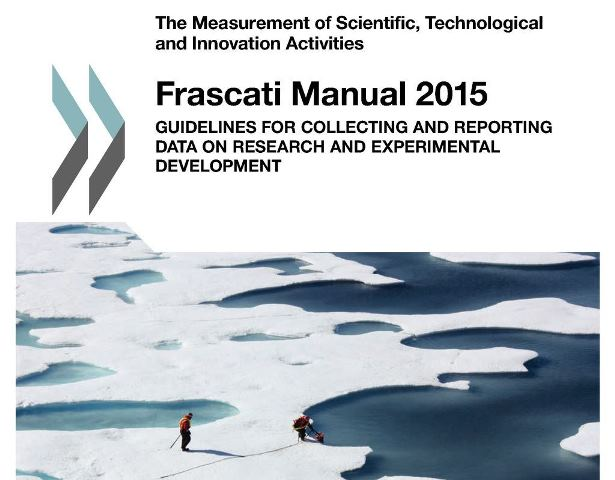 The Measurement of Scientific, Technological
and Innovation Activities
Frascati Manual 2015
GUIDELINES FOR COLLECTING AND REPORTING
DATA ON RESEARCH AND EXPERIMENTAL
DEVELOPMENT